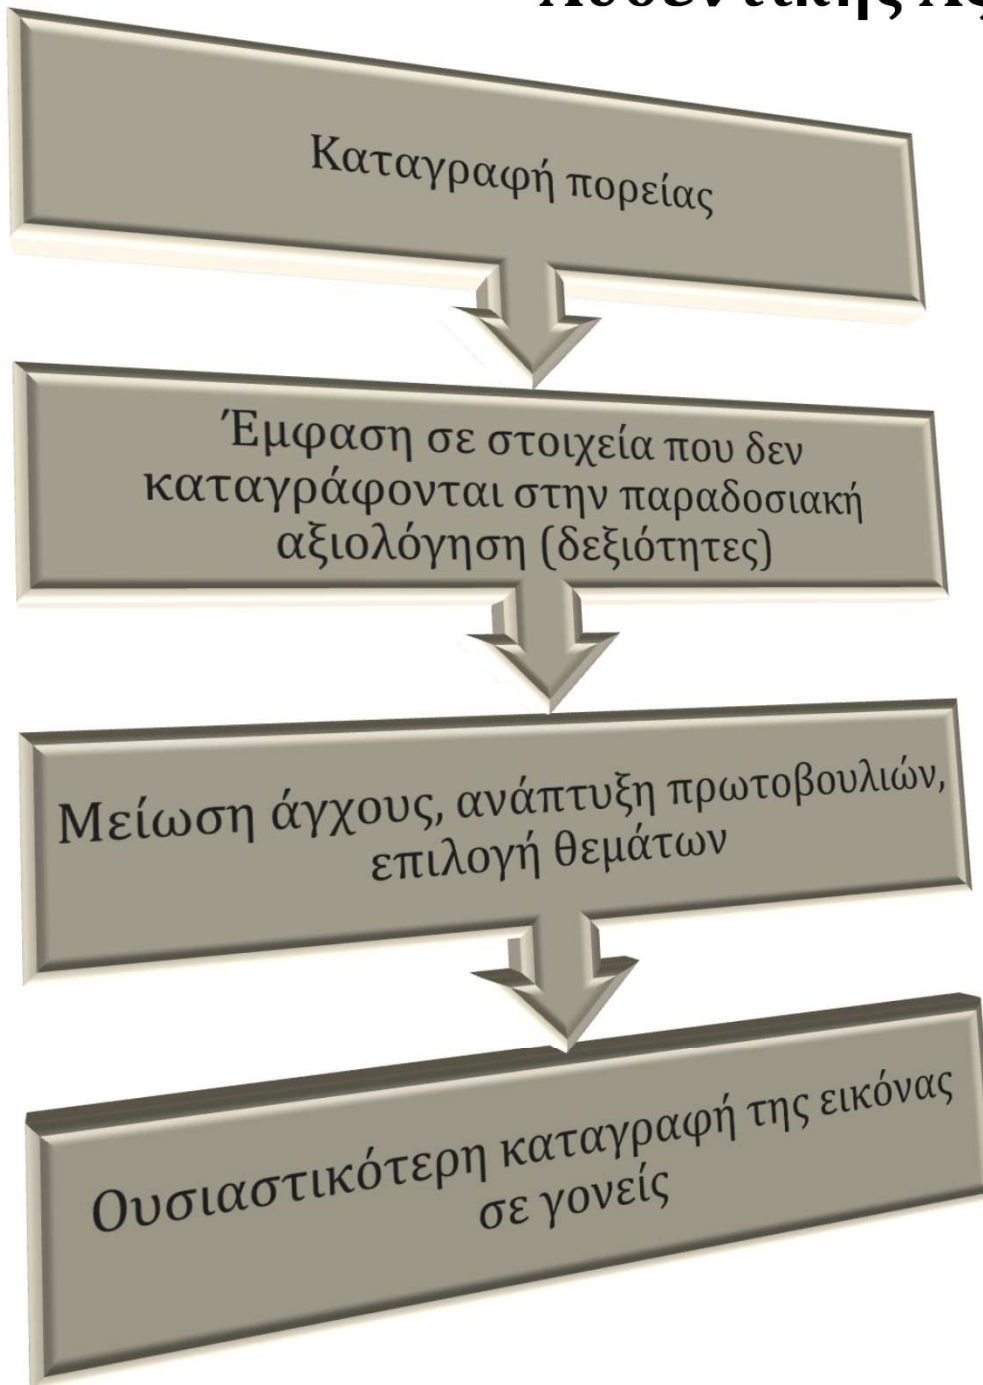 Καταγραφή πορείας
Έμφαση σε στοιχεία που δεν
καταγράφονται στην παραδοσιακή
αξιολόγηση (δεξιότητες)
Μείωση άγχους, ανάπτυξη πρωτοβουλιών,
επιλογή θεμάτων
Ουσιαστικότερη καταγραφή της εικόνας
σε γονείς